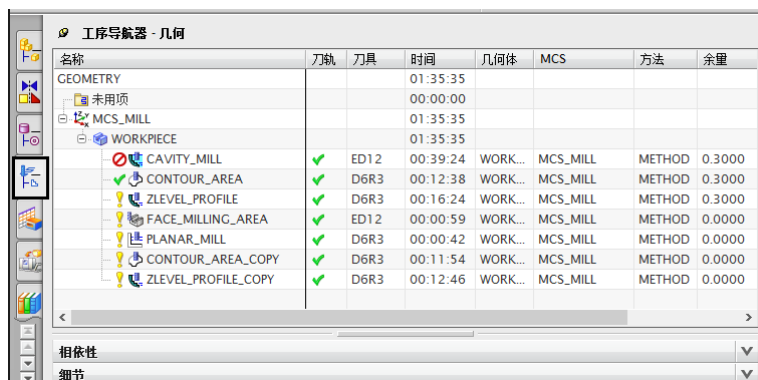 工序导航器 - 几何
名称 刀轨 刀具 时间 几何体 MCS 方法 余量
GEOMETRY 01:35:35
未用项 00:00:00
MCS_MILL 01:35:35
WORKPIECE 01:35:35
CAVITY_MILL ED12 00:39:24 WORK... MCS_MILL METHOD 0.3000
CONTOUR_AREA D6R3 00:12:38 WORK... MCS_MILL METHOD 0.3000
ZLEVEL_PROFILE D6R3 00:16:24 WORK... MCS_MILL METHOD 0.3000
FACE_MILLING_AREA ED12 00:00:59 WORK... MCS_MILL METHOD 0.0000
PLANAR_MILL D6R3 00:00:42 WORK... MCS_MILL METHOD 0.0000
CONTOUR_AREA_COPY D6R3 00:11:54 WORK... MCS_MILL METHOD 0.0000
ZLEVEL_PROFILE_COPY D6R3 00:12:46 WORK... MCS_MILL METHOD 0.0000
相依性
细节